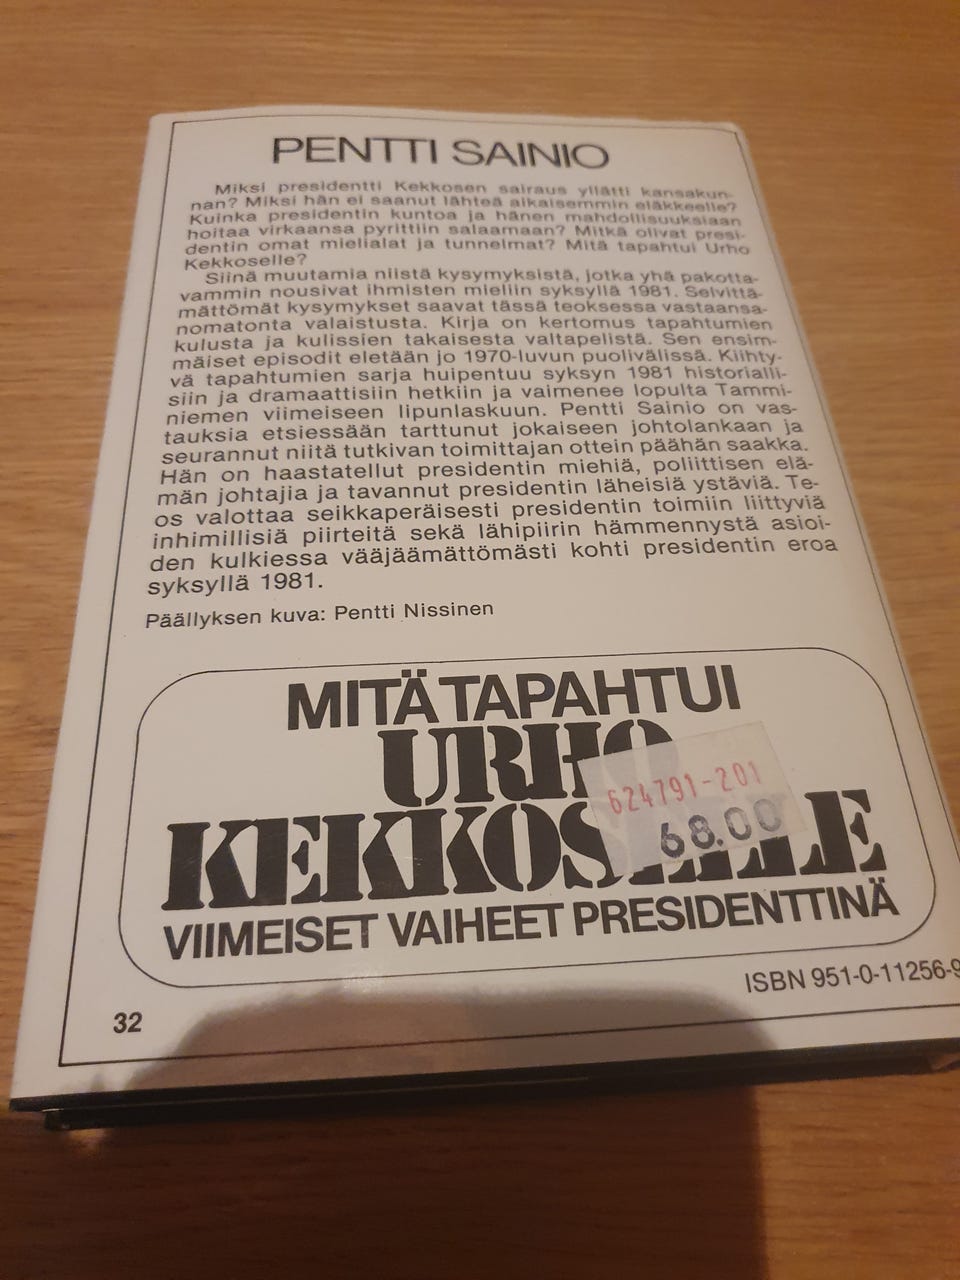 PENTTI SAINIO
Miksi presidentti Kekkosen sairaus yllätti kansakun-
nan? Miksi hän ei saanut lähteä aikaisemmin eläkkeelle?
Kuinka presidentin kuntoa ja hänen mahdollisuuksiaan
hoitaa virkaansa pyrittiin salaamaan? Mitkä olivat presi-
dentin omat mielialat ja tunnelmat? Mitä tapahtui Urho
Kekkoselle?
Siinä muutamia niistä kysymyksistä, jotka yhä pakotta-
vammin nousivat ihmisten mieliin syksyllä 1981. Selvittä-
mättömät kysymykset saavat tässä teoksessa vastaansa-
nomatonta valaistusta. Kirja on kertomus tapahtumien
kulusta ja kulissien takaisesta valtapelistä. Sen ensim-
mäiset episodit eletään jo 1970-luvun puolivälissä. Kiihty-
vä tapahtumien sarja huipentuu syksyn 1981 historialli-
siin ja dramaattisiin hetkiin ja vaimenee lopulta Tammi-
niemen viimeiseen lipunlaskuun. Pentti Sainio on vas-
tauksia etsiessään tarttunut jokaiseen johtolankaan ja
seurannut niitä tutkivan toimittajan ottein päähän saakka.
Hän on haastatellut presidentin miehiä, poliittisen elä-
män johtajia ja tavannut presidentin läheisiä ystäviä. Te-
os valottaa seikkaperäisesti presidentin toimiin liittyviä
inhimillisiä piirteitä sekä lähipiirin hämmennystä asioi-
den kulkiessa vääjäämättömästi kohti presidentin eroa
syksyllä 1981.
Päällyksen kuva: Pentti Nissinen
MITÄ TAPAHTUI
URHO
624791-201
KEKKOSELLE
68.00
VIIMEISET VAIHEET PRESIDENTTINÄ
ISBN 951-0-11256-9
32